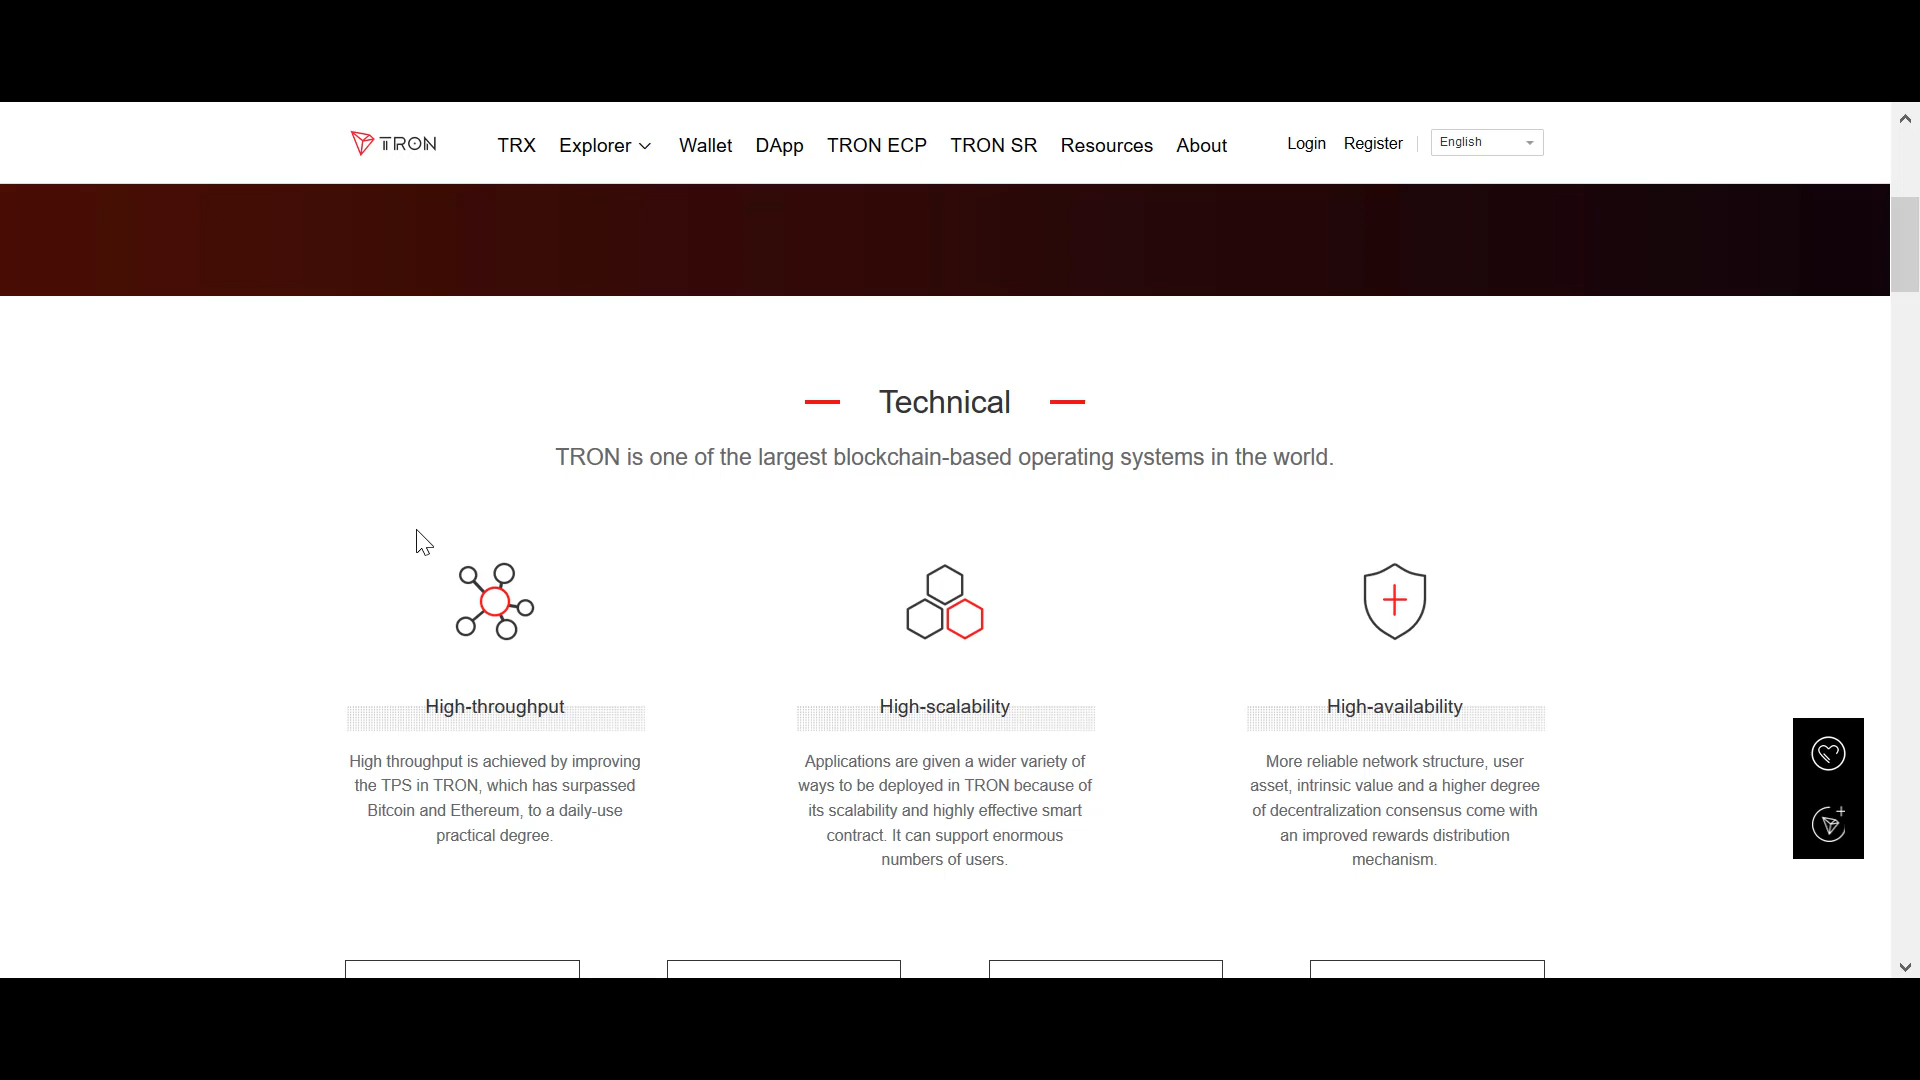 TRON
TRX Explorer Wallet DApp TRON ECP TRON SR Resources About Login Register English
Technical
TRON is one of the largest blockchain-based operating systems in the world.
High-throughput
High throughput is achieved by improving
the TPS in TRON, which has surpassed
Bitcoin and Ethereum, to a daily-use
practical degree.
High-scalability
Applications are given a wider variety of
ways to be deployed in TRON because of
its scalability and highly effective smart
contract. It can support enormous
numbers of users.
High-availability
More reliable network structure, user
asset, intrinsic value and a higher degree
of decentralization consensus come with
an improved rewards distribution
mechanism.